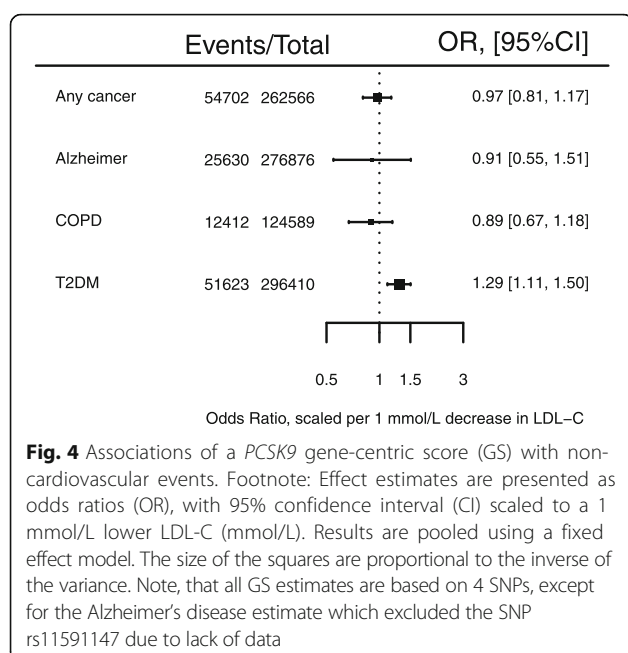 Events/Total OR, [95%CI]
Any cancer 54702 262566 0.97 [0.81, 1.17]
Alzheimer 25630 276876 0.91 [0.55, 1.51]
COPD 12412 124589 0.89 [0.67, 1.18]
T2DM 51623 296410 1.29 [1.11, 1.50]
0.5 1 1.5 3
Odds Ratio, scaled per 1 mmol/L decrease in LDL−C
Fig. 4 Associations of a PCSK9 gene-centric score (GS) with non-
cardiovascular events. Footnote: Effect estimates are presented as
odds ratios (OR), with 95% confidence interval (CI) scaled to a 1
mmol/L lower LDL-C (mmol/L). Results are pooled using a fixed
effect model. The size of the squares are proportional to the inverse of
the variance. Note, that all GS estimates are based on 4 SNPs, except
for the Alzheimer's disease estimate which excluded the SNP
rs11591147 due to lack of data